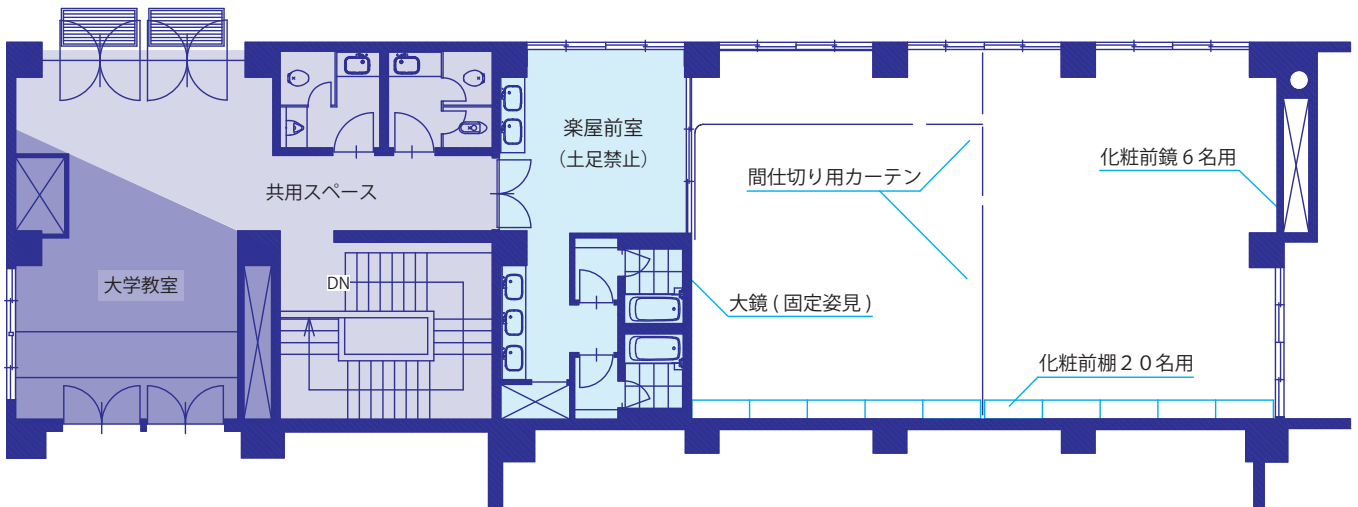 楽屋前室
（土足禁止）
共用スペース
間仕切り用カーテン
化粧前鏡６名用
大学教室
DN
大鏡 ( 固定姿見 )
化粧前棚２０名用